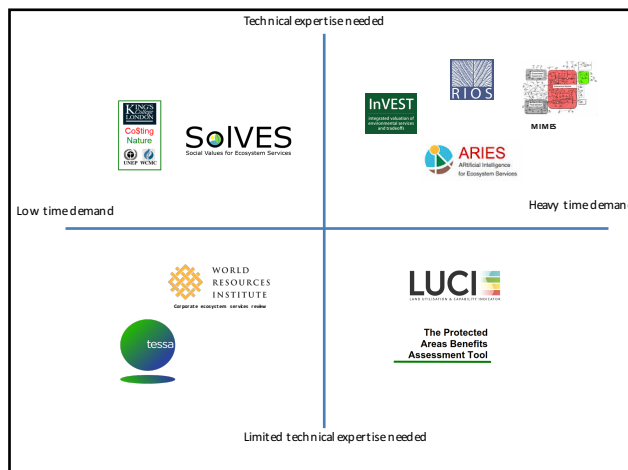 Technical expertise needed
KING'S
College
LONDON
Co$ting
Nature
UNEP WCMC
SolVES
Social Values for Ecosystem Services
InVEST
integrated valuation of
environmental services
and tradeoffs
RIOS
MIMES
ARIES
ARtificial Intelligence
for Ecosystem Services
Low time demand
Heavy time demand
WORLD
RESOURCES
INSTITUTE
Corporate ecosystem services review
tessa
LUCI
LAND UTILISATION & CAPABILITY INDICATOR
The Protected
Areas Benefits
Assessment Tool
Limited technical expertise needed